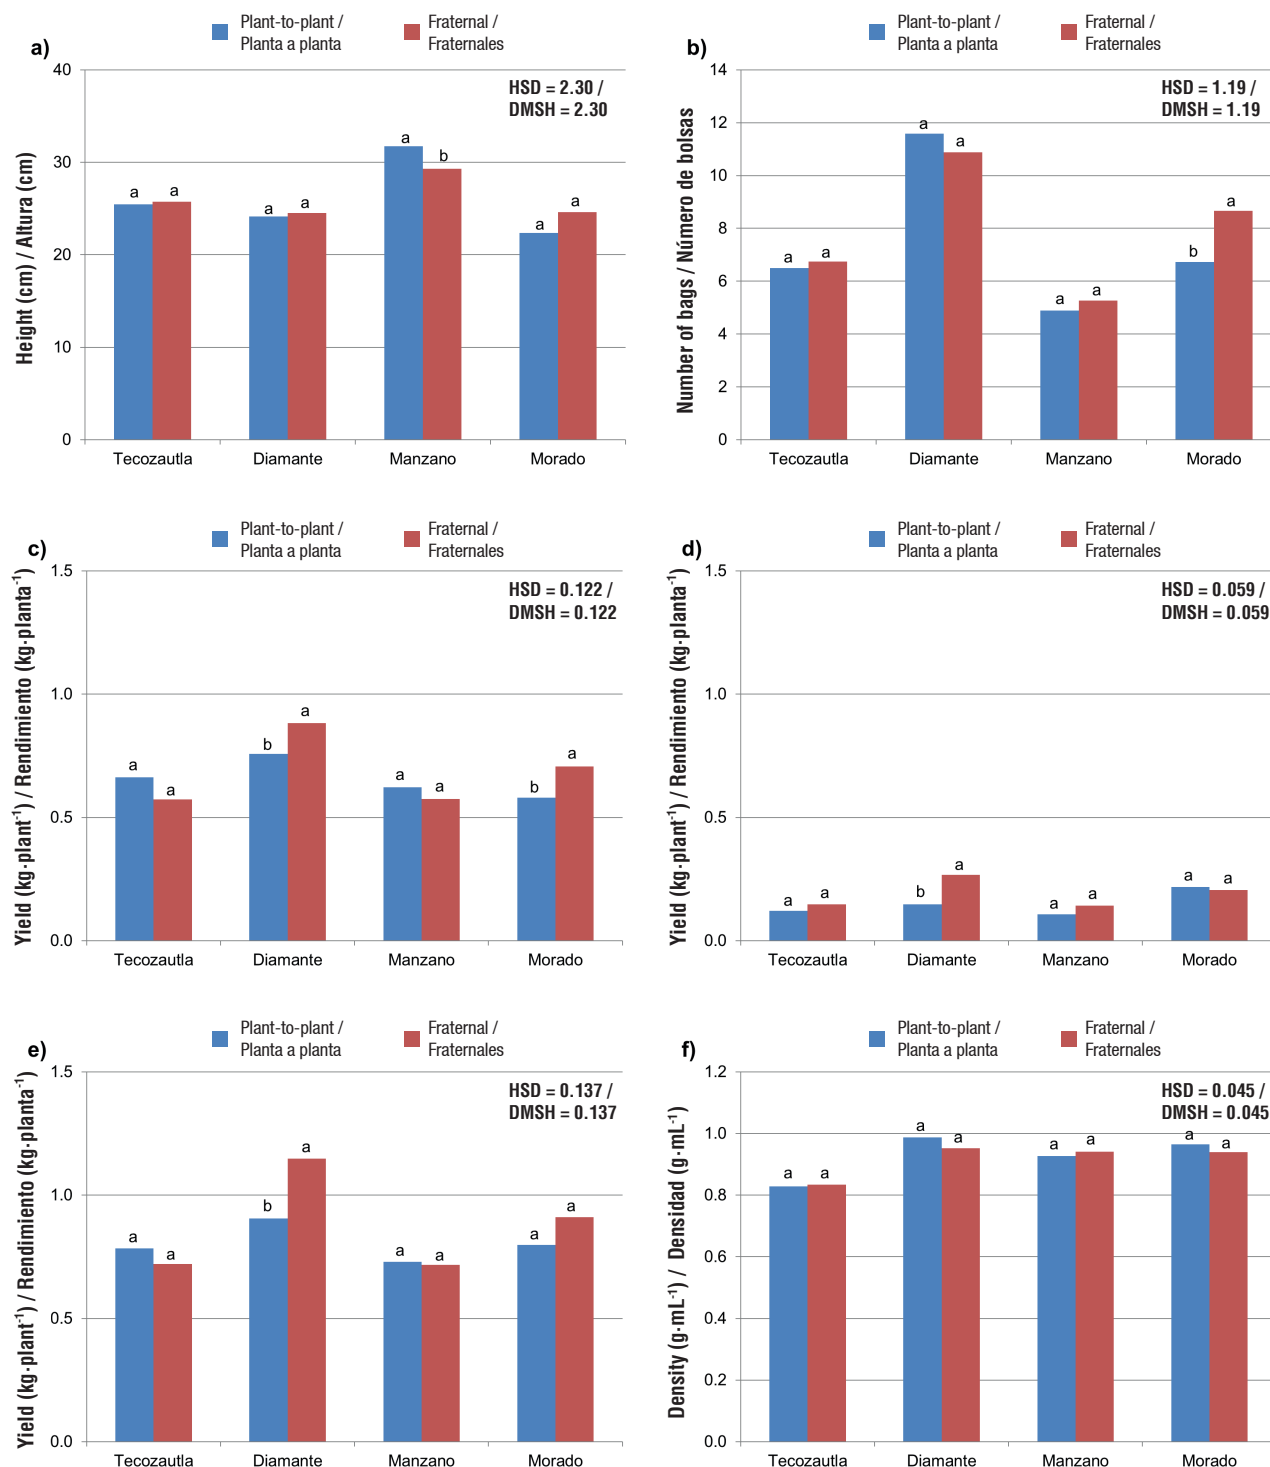 a)
Plant-to-plant /
Planta a planta
Fraternal /
Fraternales
HSD = 2.30 /
DMSH = 2.30
Height (cm) / Altura (cm)
40
30
20
10
0
a a a a a b a a
Tecozautla Diamante Manzano Morado
b)
Plant-to-plant /
Planta a planta
Fraternal /
Fraternales
HSD = 1.19 /
DMSH = 1.19
Number of bags / Número de bolsas
14
12
10
8
6
4
2
0
a a a a a a b a
Tecozautla Diamante Manzano Morado
c)
Plant-to-plant /
Planta a planta
Fraternal /
Fraternales
HSD = 0.122 /
DMSH = 0.122
Yield (kg·plant⁻¹) / Rendimiento (kg·planta⁻¹)
1.5
1.0
0.5
0.0
a a b a a a b a
Tecozautla Diamante Manzano Morado
d)
Plant-to-plant /
Planta a planta
Fraternal /
Fraternales
HSD = 0.059 /
DMSH = 0.059
Yield (kg·plant⁻¹) / Rendimiento (kg·planta⁻¹)
1.5
1.0
0.5
0.0
a a b a a a a a
Tecozautla Diamante Manzano Morado
e)
Plant-to-plant /
Planta a planta
Fraternal /
Fraternales
HSD = 0.137 /
DMSH = 0.137
Yield (kg·plant⁻¹) / Rendimiento (kg·planta⁻¹)
1.5
1.0
0.5
0.0
a a b a a a a a
Tecozautla Diamante Manzano Morado
f)
Plant-to-plant /
Planta a planta
Fraternal /
Fraternales
HSD = 0.045 /
DMSH = 0.045
Density (g·mL⁻¹) / Densidad (g·mL⁻¹)
1.2
1.0
0.8
0.6
0.4
0.2
0.0
a a a a a a a a
Tecozautla Diamante Manzano Morado